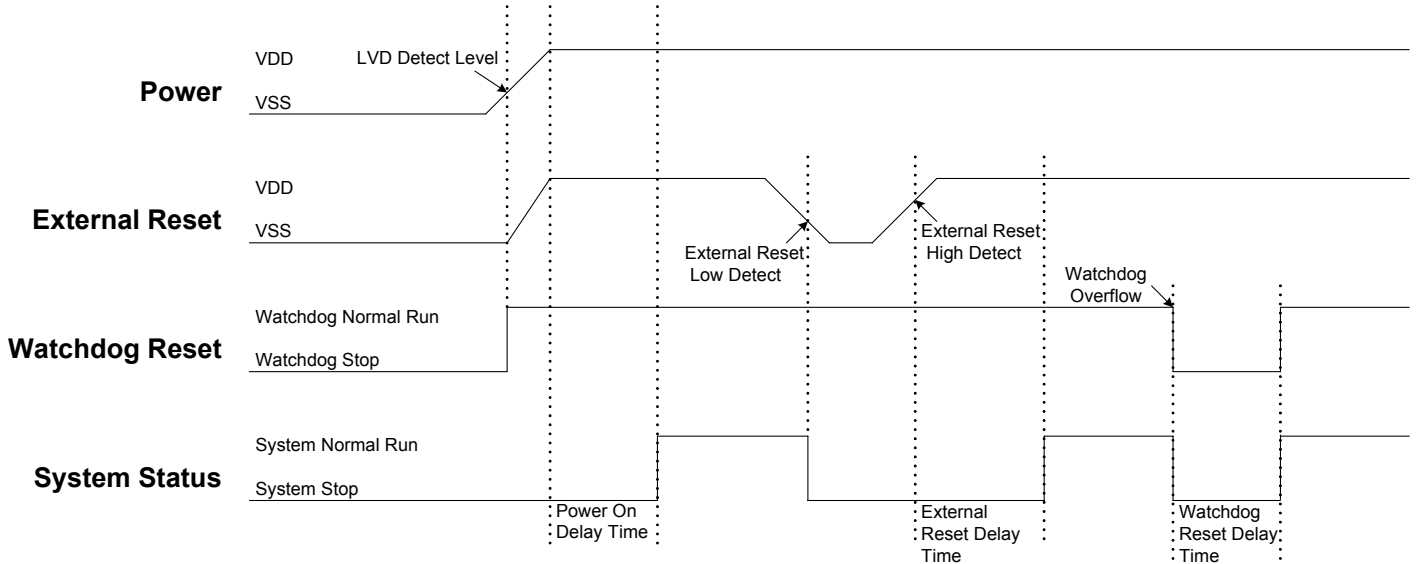 Power
VDD
LVD Detect Level
VSS
External Reset
VDD
VSS
External Reset
Low Detect
External Reset
High Detect
Watchdog Reset
Watchdog Normal Run
Watchdog Stop
Watchdog
Overflow
System Status
System Normal Run
System Stop
Power On
Delay Time
External
Reset Delay
Time
Watchdog
Reset Delay
Time